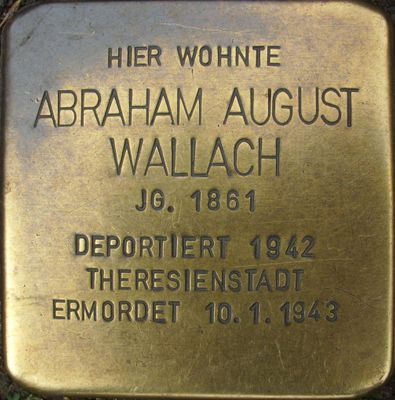 HIER WOHNTE
ABRAHAM AUGUST
WALLACH
JG. 1861
DEPORTIERT 1942
THERESIENSTADT
ERMORDET 10.1.1943